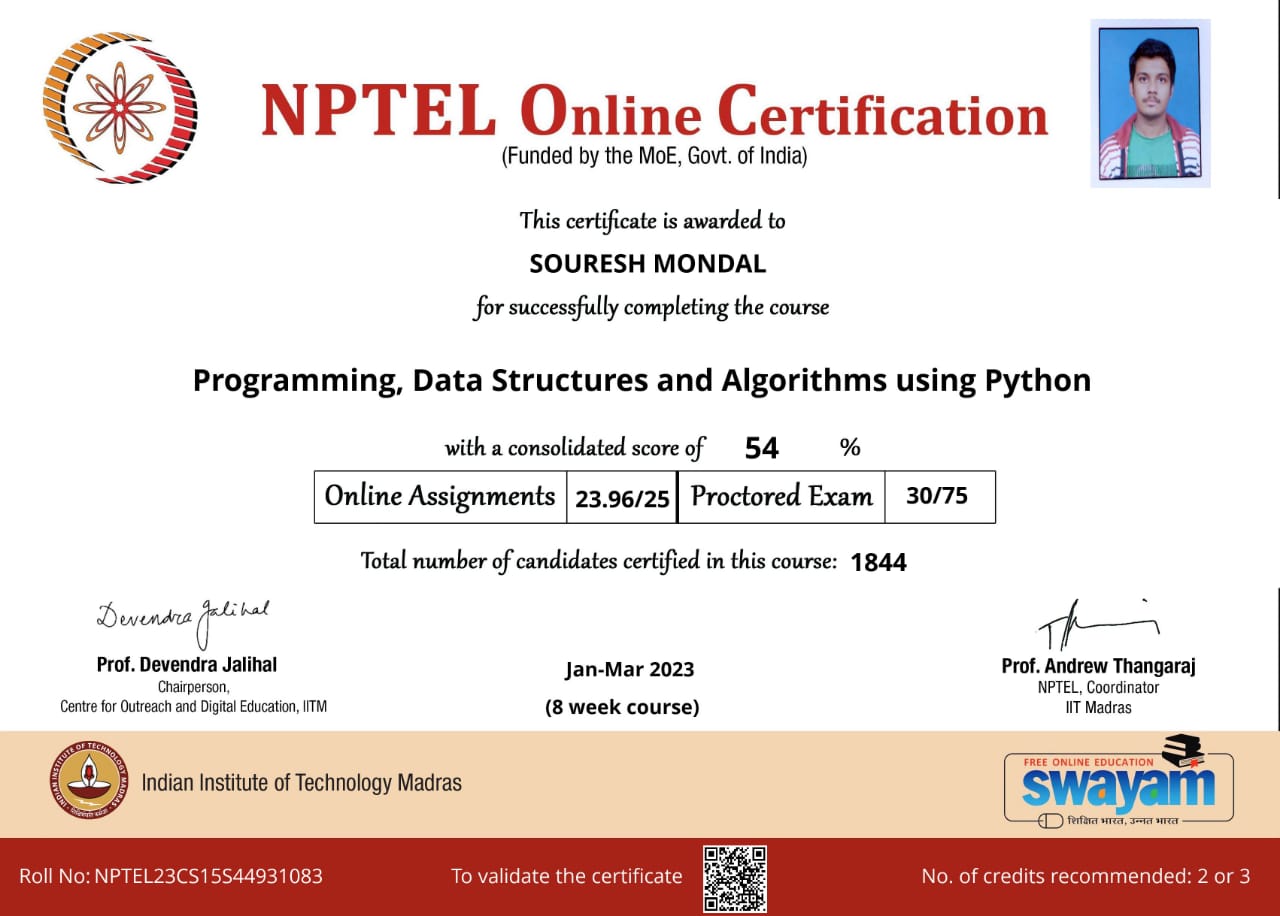 NPTEL Online Certification
(Funded by the MoE, Govt. of India)
This certificate is awarded to
SOURESH MONDAL
for successfully completing the course
Programming, Data Structures and Algorithms using Python
with a consolidated score of 54 %
Online Assignments 23.96/25 Proctored Exam 30/75
Total number of candidates certified in this course: 1844
Devendra Jalihal
Prof. Devendra Jalihal
Chairperson,
Centre for Outreach and Digital Education, IITM
Jan-Mar 2023
(8 week course)
Prof. Andrew Thangaraj
NPTEL, Coordinator
IIT Madras
INDIAN INSTITUTE OF TECHNOLOGY MADRAS
Indian Institute of Technology Madras
FREE ONLINE EDUCATION
swayam
शिक्षित भारत, उन्नत भारत
Roll No: NPTEL23CS15S44931083
To validate the certificate
No. of credits recommended: 2 or 3